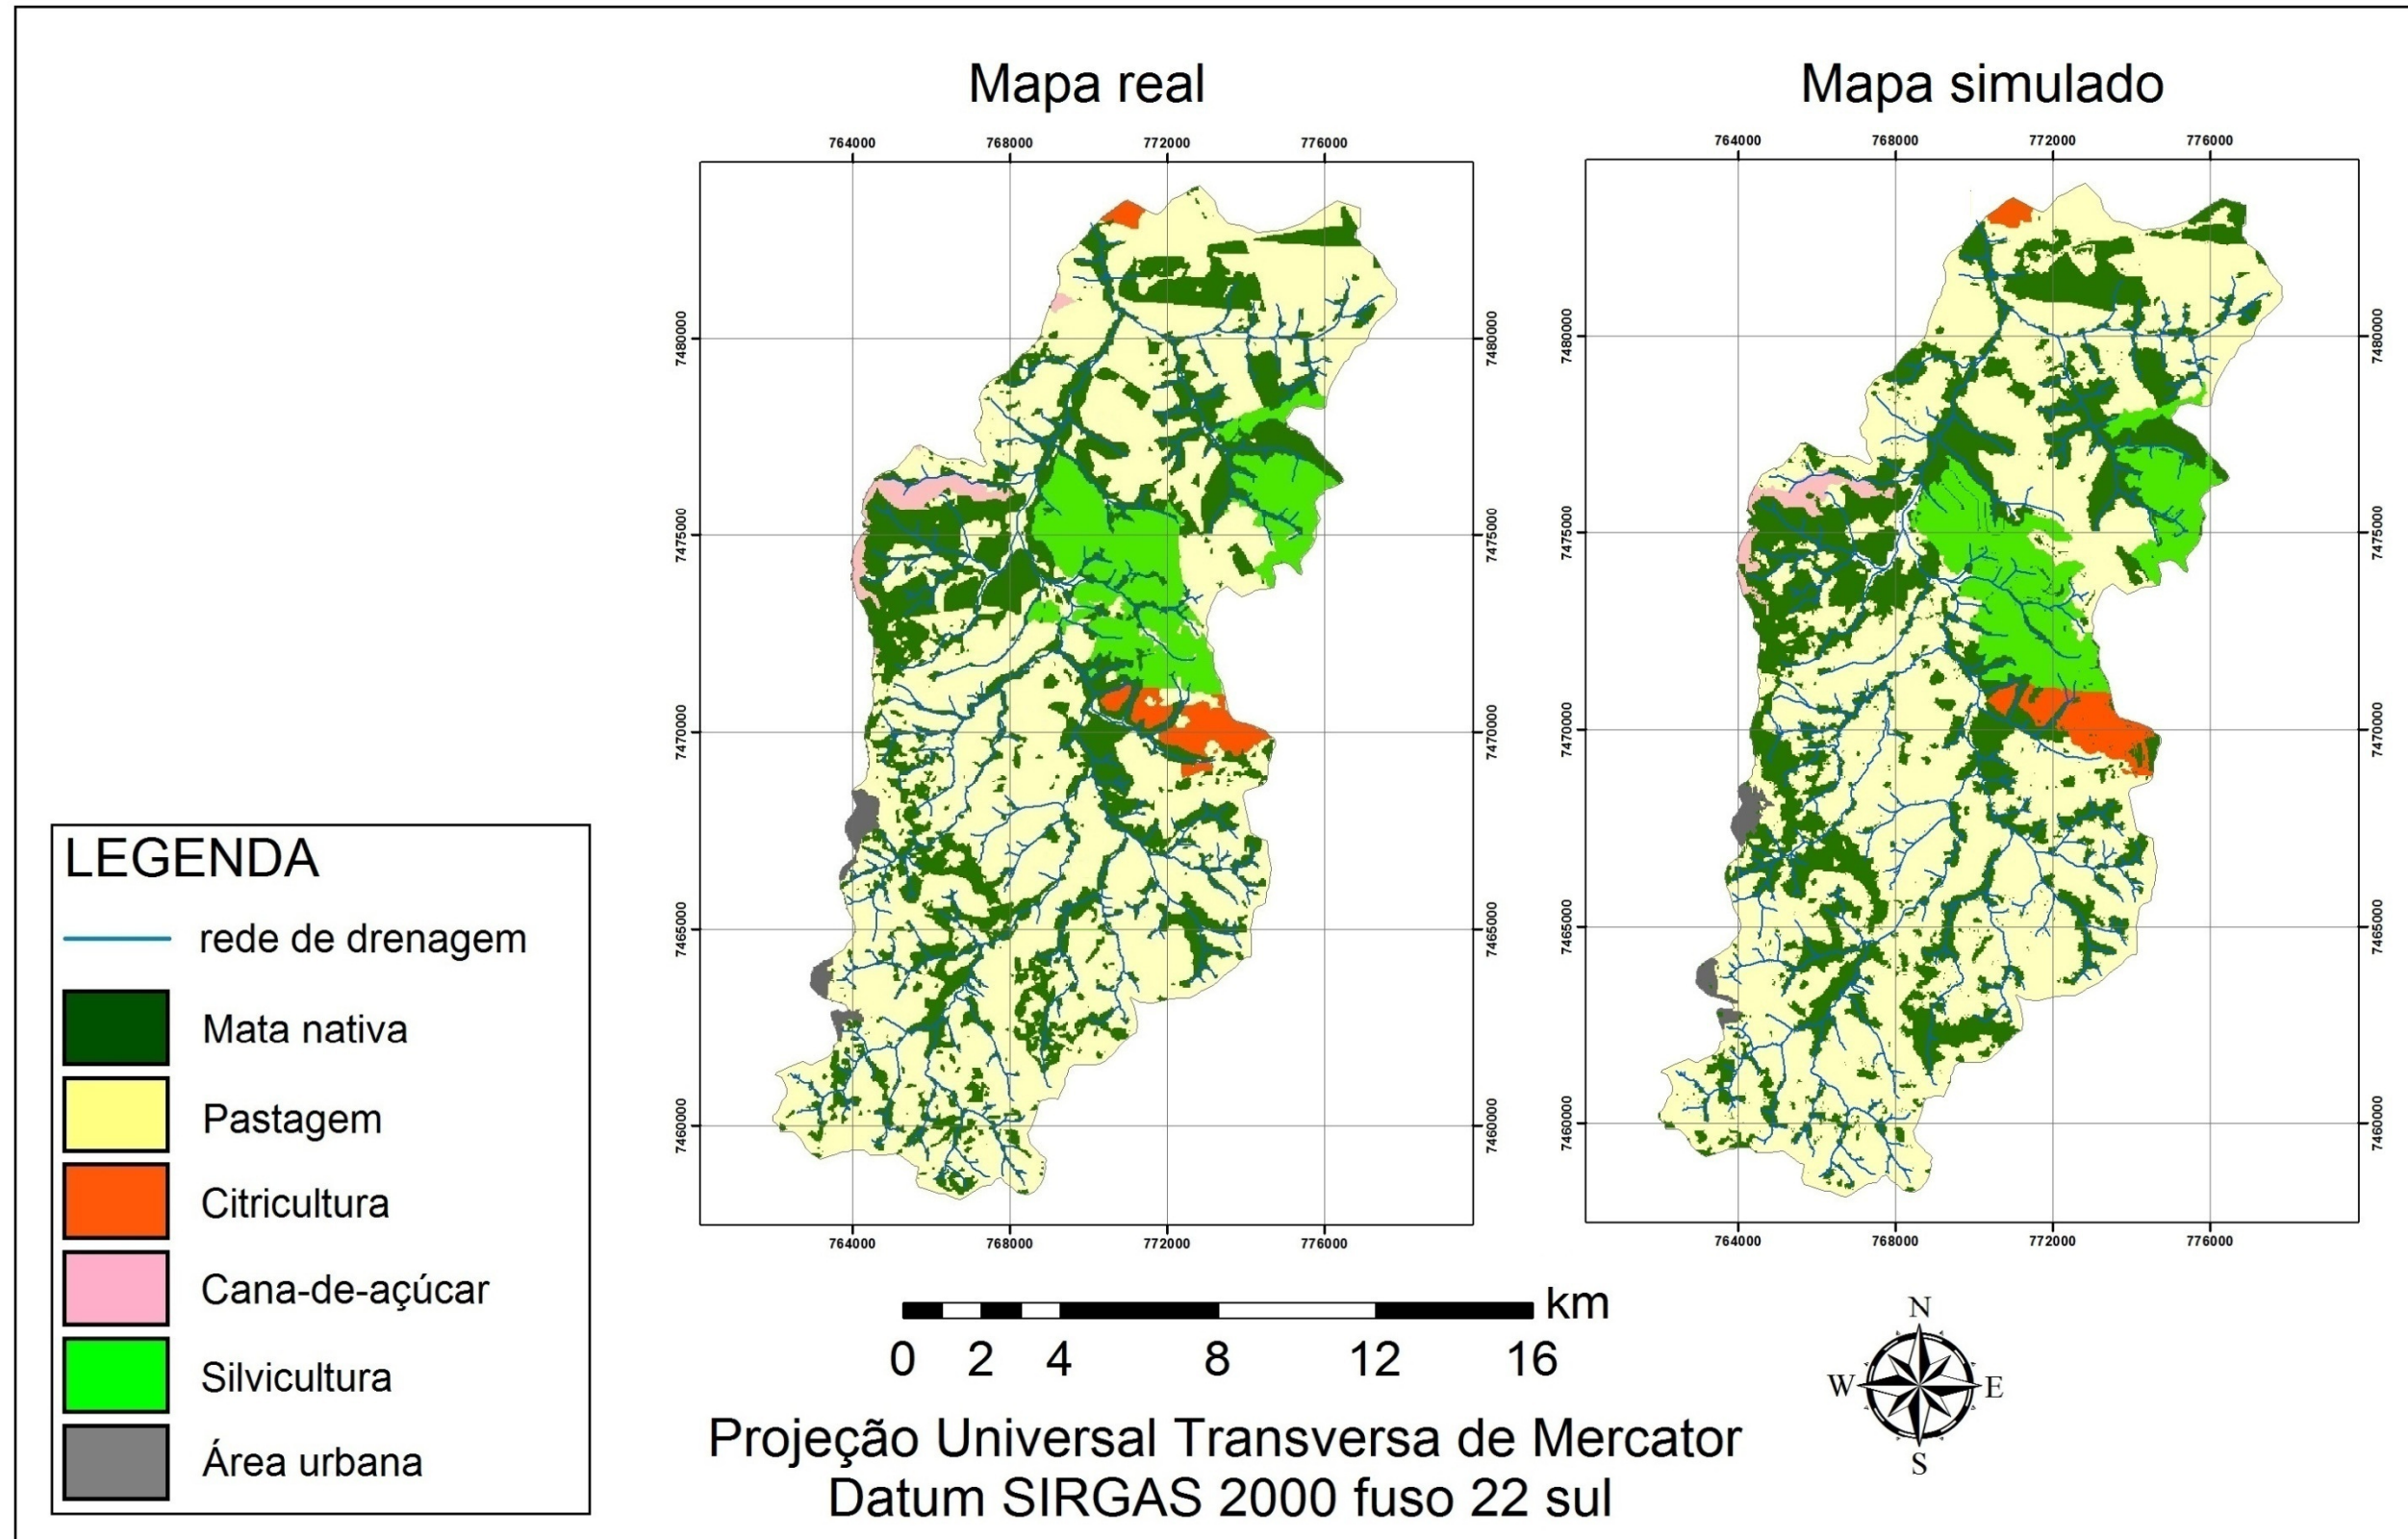 Mapa real
Mapa simulado
764000 768000 772000 776000
764000 768000 772000 776000
7480000 7480000 7480000 7480000
7475000 7475000 7475000 7475000
7470000 7470000 7470000 7470000
7465000 7465000 7465000 7465000
7460000 7460000 7460000 7460000
764000 768000 772000 776000
764000 768000 772000 776000
LEGENDA
rede de drenagem
Mata nativa
Pastagem
Citricultura
Cana-de-açúcar
Silvicultura
Área urbana
km
0 2 4 8 12 16
N
W E
S
Projeção Universal Transversa de Mercator
Datum SIRGAS 2000 fuso 22 sul